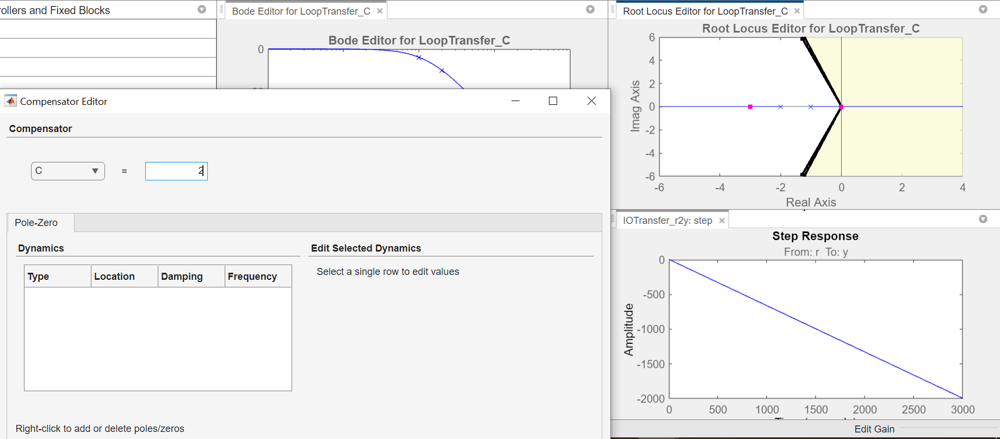 ollers and Fixed Blocks
Bode Editor for LoopTransfer_C
Root Locus Editor for LoopTransfer_C
Bode Editor for LoopTransfer_C
0
Root Locus Editor for LoopTransfer_C
Imag Axis
6
4
2
0
-2
-4
-6
-6 -4 -2 0 2 4
Real Axis
Compensator Editor
Compensator
C = 2
Pole-Zero
Dynamics
Type Location Damping Frequency
Edit Selected Dynamics
Select a single row to edit values
Right-click to add or delete poles/zeros
IOTransfer_r2y: step
Step Response
From: r To: y
Amplitude
0
-500
-1000
-1500
-2000
0 500 1000 1500 2000 2500 3000
Edit Gain